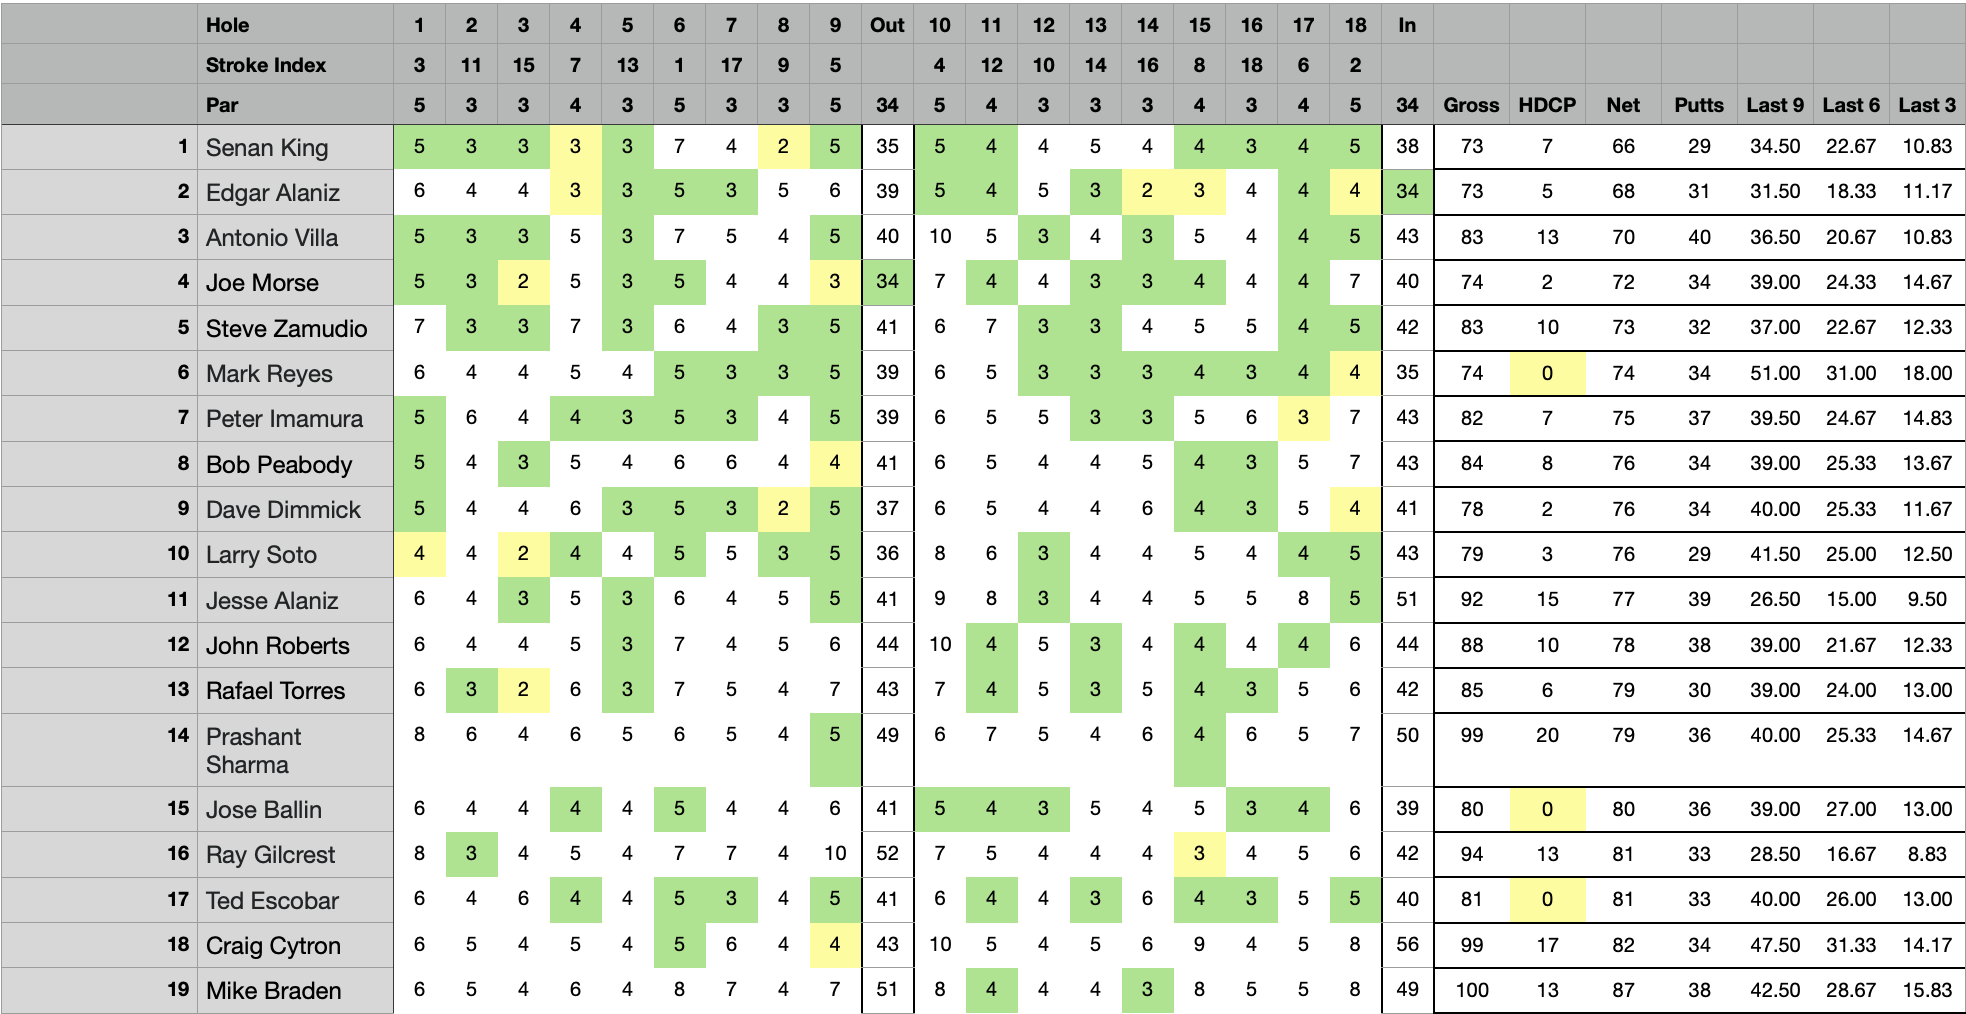 Hole 1 2 3 4 5 6 7 8 9 Out 10 11 12 13 14 15 16 17 18 In
Stroke Index 3 11 15 7 13 1 17 9 5 4 12 10 14 16 8 18 6 2
Par 5 3 3 4 3 5 3 3 5 34 5 4 3 3 3 4 3 4 5 34 Gross HDCP Net Putts Last 9 Last 6 Last 3
1 Senan King 5 3 3 3 3 7 4 2 5 35 5 4 4 5 4 4 3 4 5 38 73 7 66 29 34.50 22.67 10.83
2 Edgar Alaniz 6 4 4 3 3 5 3 5 6 39 5 4 5 3 2 3 4 4 4 34 73 5 68 31 31.50 18.33 11.17
3 Antonio Villa 5 3 3 5 3 7 5 4 5 40 10 5 3 4 3 5 4 4 5 43 83 13 70 40 36.50 20.67 10.83
4 Joe Morse 5 3 2 5 3 5 4 4 3 34 7 4 4 3 3 4 4 4 7 40 74 2 72 34 39.00 24.33 14.67
5 Steve Zamudio 7 3 3 7 3 6 4 3 5 41 6 7 3 3 4 5 5 4 5 42 83 10 73 32 37.00 22.67 12.33
6 Mark Reyes 6 4 4 5 4 5 3 3 5 39 6 5 3 3 3 4 3 4 4 35 74 0 74 34 51.00 31.00 18.00
7 Peter Imamura 5 6 4 4 3 5 3 4 5 39 6 5 5 3 3 5 6 3 7 43 82 7 75 37 39.50 24.67 14.83
8 Bob Peabody 5 4 3 5 4 6 6 4 4 41 6 5 4 4 5 4 3 5 7 43 84 8 76 34 39.00 25.33 13.67
9 Dave Dimmick 5 4 4 6 3 5 3 2 5 37 6 5 4 4 6 4 3 5 4 41 78 2 76 34 40.00 25.33 11.67
10 Larry Soto 4 4 2 4 4 5 5 3 5 36 8 6 3 4 4 5 4 4 5 43 79 3 76 29 41.50 25.00 12.50
11 Jesse Alaniz 6 4 3 5 3 6 4 5 5 41 9 8 3 4 4 5 5 8 5 51 92 15 77 39 26.50 15.00 9.50
12 John Roberts 6 4 4 5 3 7 4 5 6 44 10 4 5 3 4 4 4 4 6 44 88 10 78 38 39.00 21.67 12.33
13 Rafael Torres 6 3 2 6 3 7 5 4 7 43 7 4 5 3 5 4 3 5 6 42 85 6 79 30 39.00 24.00 13.00
14 Prashant 8 6 4 6 5 6 5 4 5 49 6 7 5 4 6 4 6 5 7 50 99 20 79 36 40.00 25.33 14.67
Sharma
15 Jose Ballin 6 4 4 4 4 5 4 4 6 41 5 4 3 5 4 5 3 4 6 39 80 0 80 36 39.00 27.00 13.00
16 Ray Gilcrest 8 3 4 5 4 7 7 4 10 52 7 5 4 4 4 3 4 5 6 42 94 13 81 33 28.50 16.67 8.83
17 Ted Escobar 6 4 6 4 4 5 3 4 5 41 6 4 4 3 6 4 3 5 5 40 81 0 81 33 40.00 26.00 13.00
18 Craig Cytron 6 5 4 5 4 5 6 4 4 43 10 5 4 5 6 9 4 5 8 56 99 17 82 34 47.50 31.33 14.17
19 Mike Braden 6 5 4 6 4 8 7 4 7 51 8 4 4 4 3 8 5 5 8 49 100 13 87 38 42.50 28.67 15.83